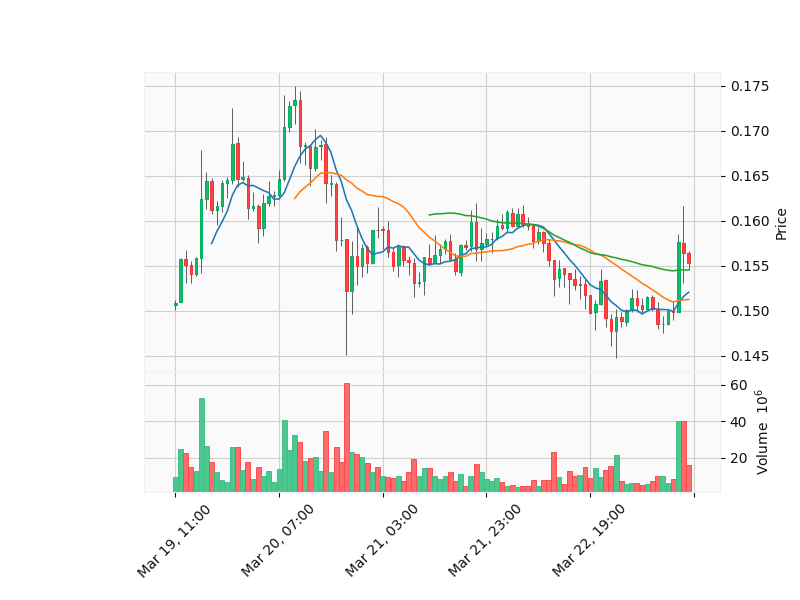 0.175
0.170
0.165
0.160
0.155
0.150
0.145
Price
60
40
20
Volume 10⁶
Mar 19, 11:00
Mar 20, 07:00
Mar 21, 03:00
Mar 21, 23:00
Mar 22, 19:00